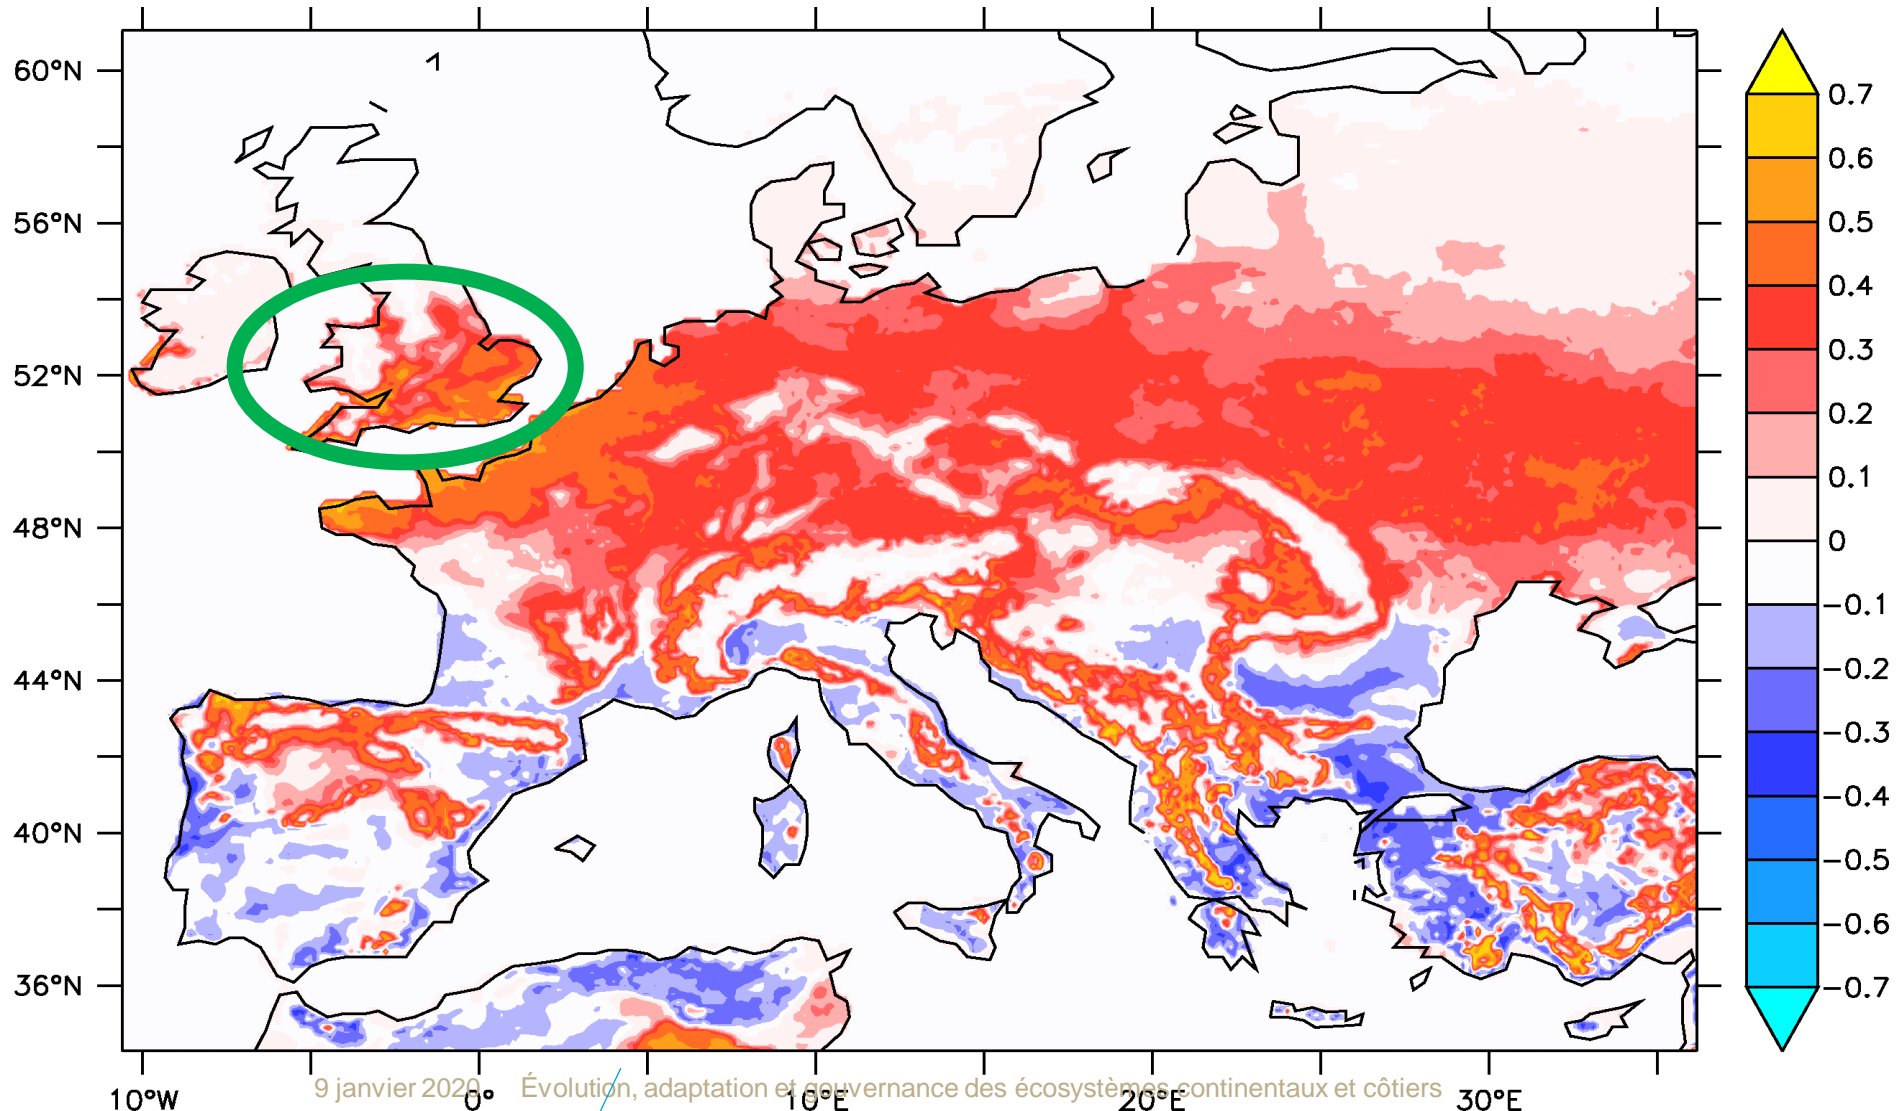 60°N
56°N
52°N
48°N
44°N
40°N
36°N
10°W
0°
10°E
20°E
30°E
0.7
0.6
0.5
0.4
0.3
0.2
0.1
0
−0.1
−0.2
−0.3
−0.4
−0.5
−0.6
−0.7
9 janvier 2020 Évolution, adaptation et gouvernance des écosystèmes continentaux et côtiers